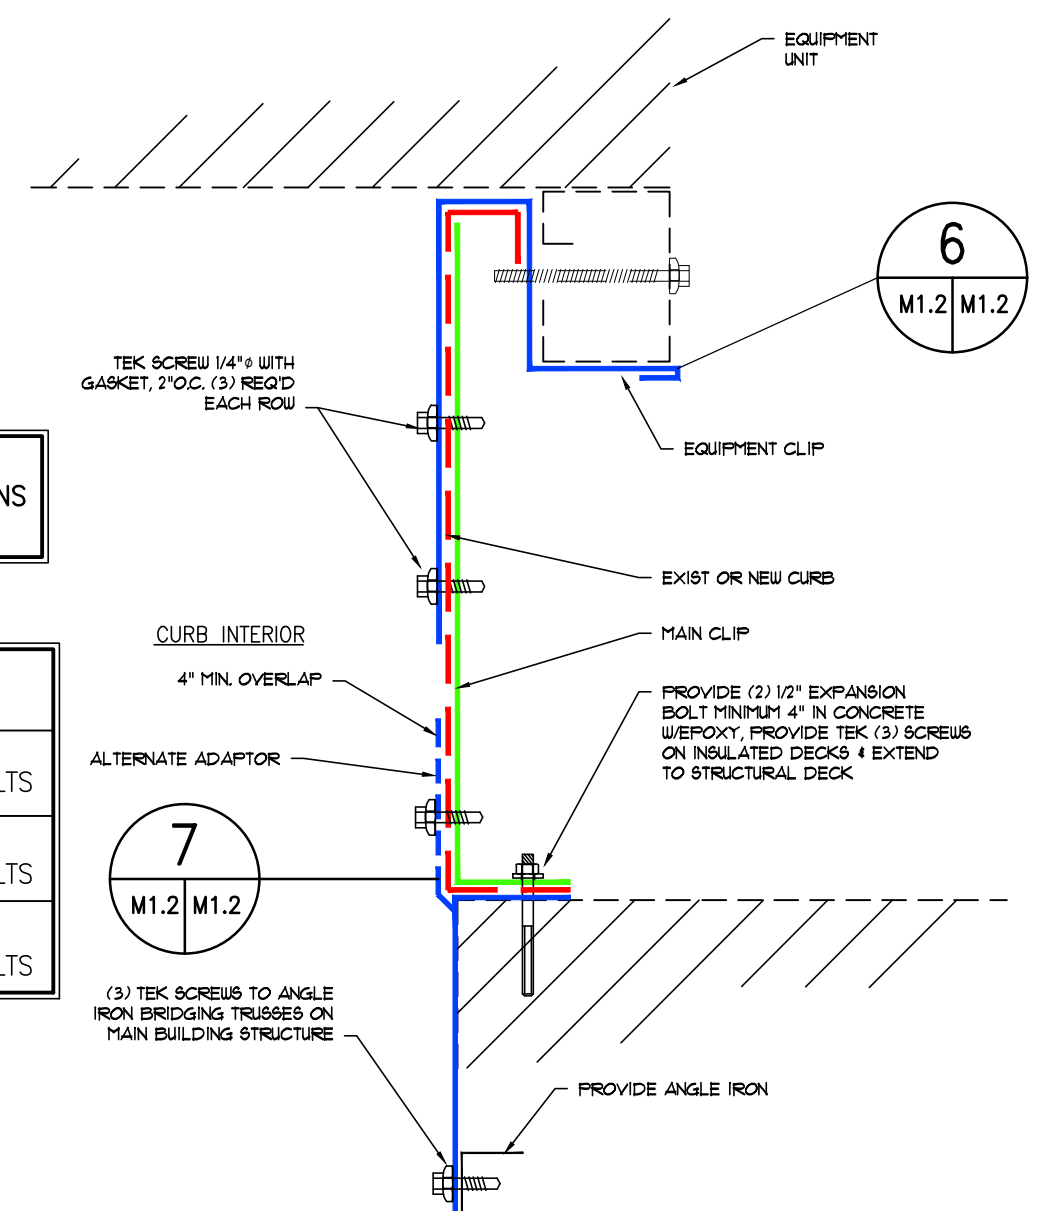 EQUIPMENT
UNIT
6
M1.2 M1.2
TEK SCREW 1/4"ϕ WITH
GASKET, 2"O.C. (3) REQ'D
EACH ROW
EQUIPMENT CLIP
NS
EXIST OR NEW CURB
CURB INTERIOR
MAIN CLIP
4" MIN. OVERLAP
PROVIDE (2) 1/2" EXPANSION
BOLT MINIMUM 4" IN CONCRETE
W/EPOXY, PROVIDE TEK (3) SCREWS
ON INSULATED DECKS & EXTEND
TO STRUCTURAL DECK
ALTERNATE ADAPTOR
LTS
7
M1.2 M1.2
LTS
LTS
(3) TEK SCREWS TO ANGLE
IRON BRIDGING TRUSSES ON
MAIN BUILDING STRUCTURE
PROVIDE ANGLE IRON